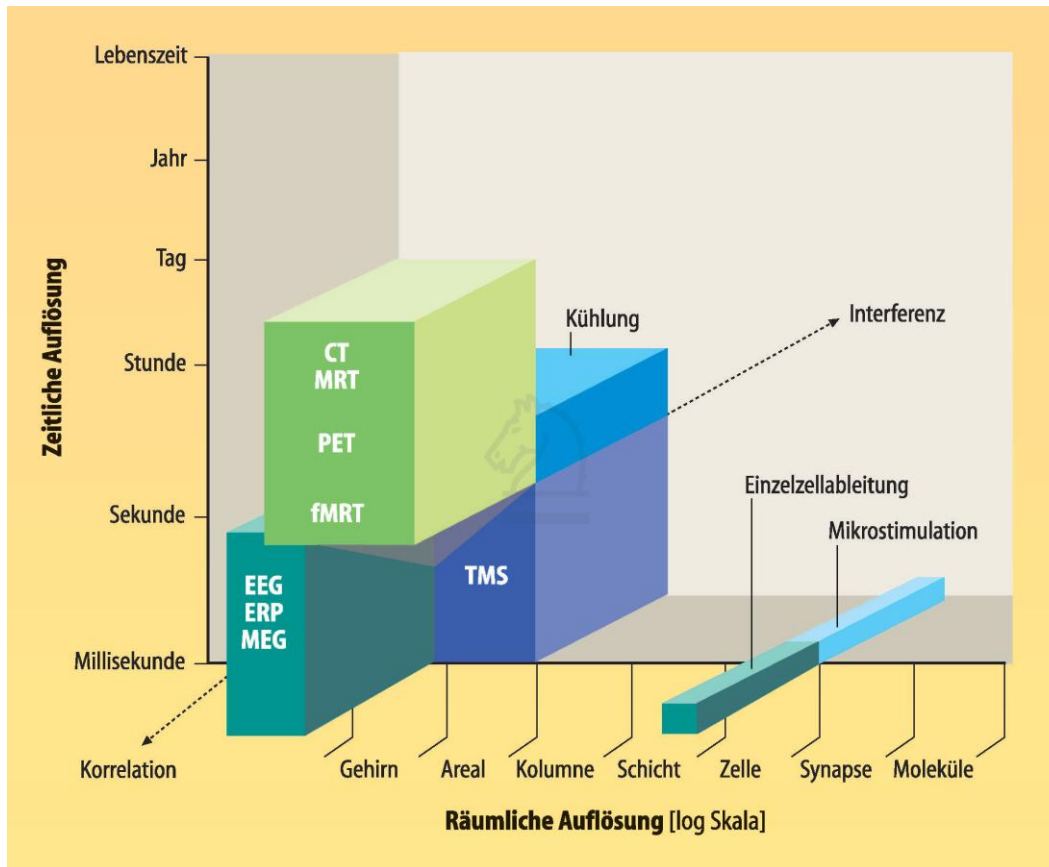 Lebenszeit
Jahr
Tag
Stunde
Sekunde
Millisekunde
Zeitliche Auflösung
CT
MRT
PET
fMRT
EEG
ERP
MEG
TMS
Kühlung
Interferenz
Einzelzellableitung
Mikrostimulation
Korrelation
Gehirn Areal Kolumne Schicht Zelle Synapse Moleküle
Räumliche Auflösung [log Skala]